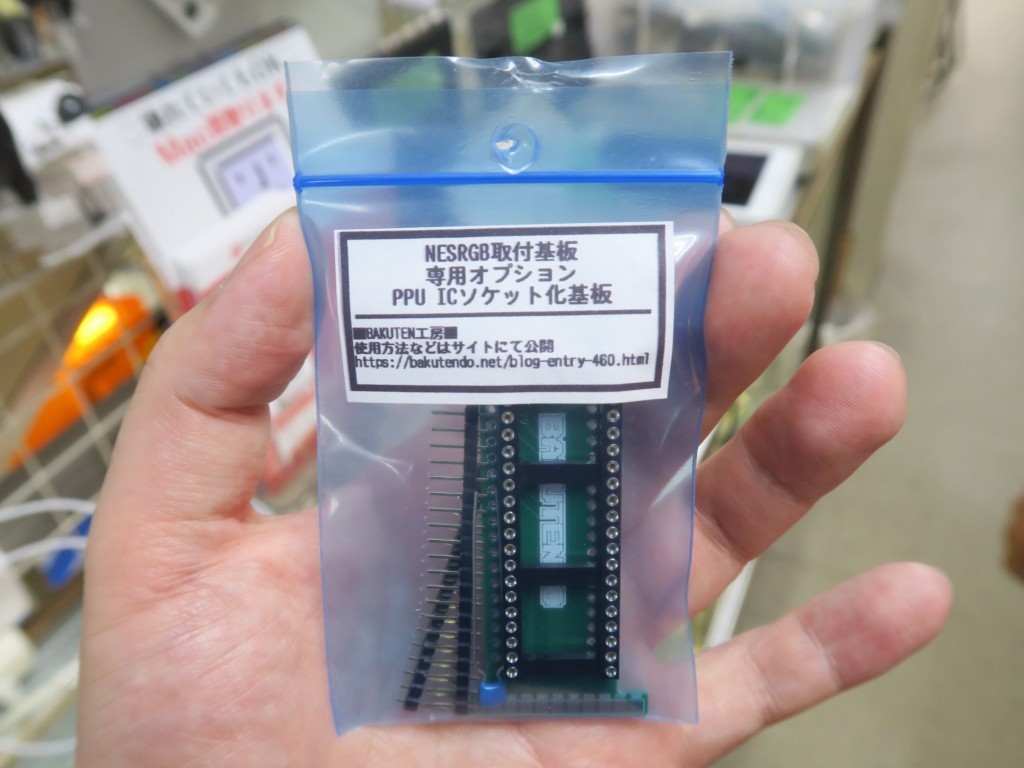 NESRGB取付基板
専用オプション
PPU ICソケット化基板
■BAKUTEN工房■
使用方法などはサイトにて公開
https://bakutendo.net/blog-entry-460.html